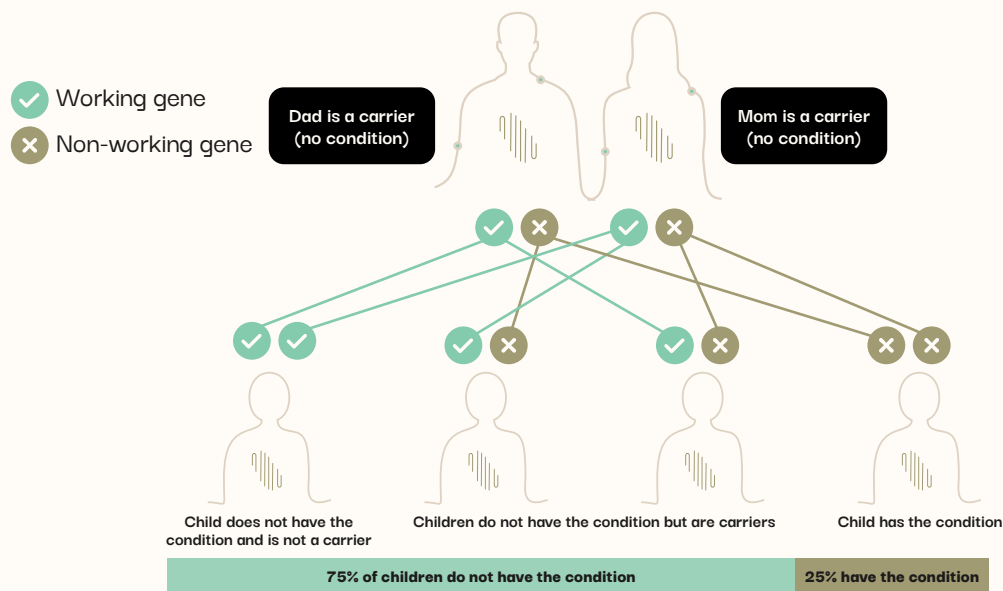 Working gene
Non-working gene
Dad is a carrier
(no condition)
Mom is a carrier
(no condition)
Child does not have the
condition and is not a carrier
Children do not have the condition but are carriers
Child has the condition
75% of children do not have the condition
25% have the condition